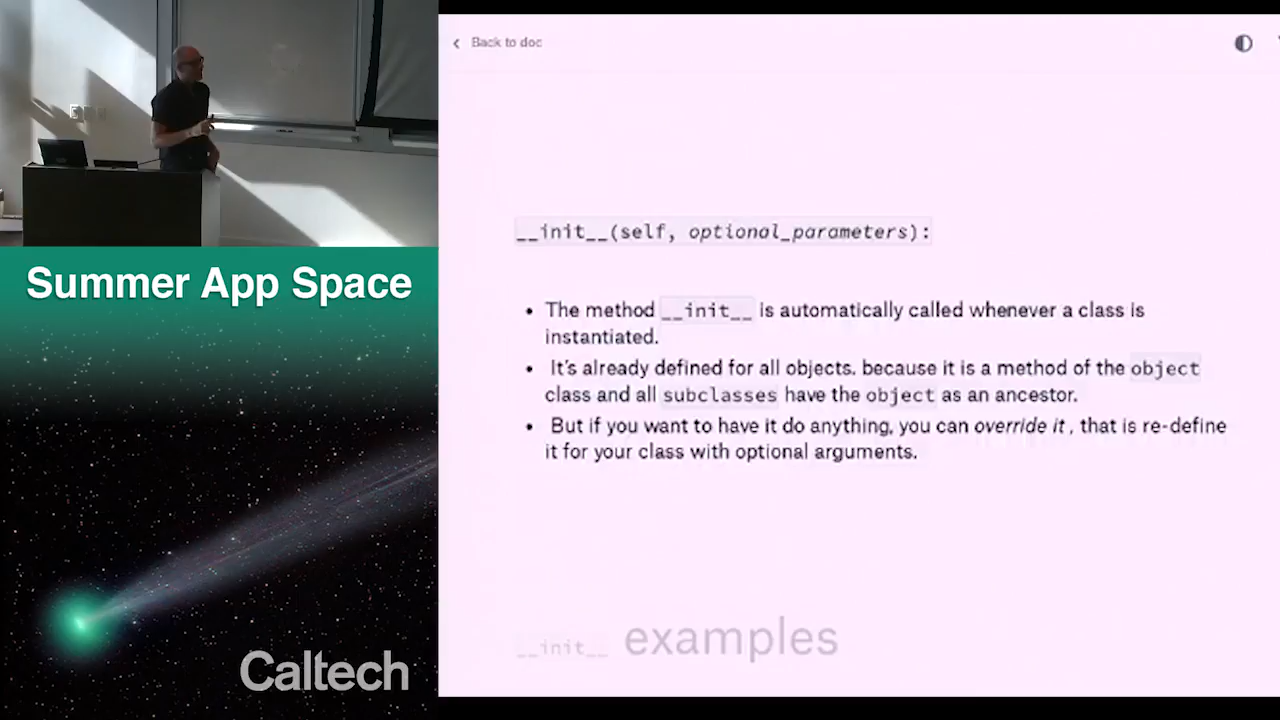 Back to doc
__init__(self, optional_parameters):
• The method __init__ is automatically called whenever a class is
instantiated.
• It's already defined for all objects. because it is a method of the object
class and all subclasses have the object as an ancestor.
• But if you want to have it do anything, you can override it , that is re-define
it for your class with optional arguments.
__init__ examples
Summer App Space
Caltech